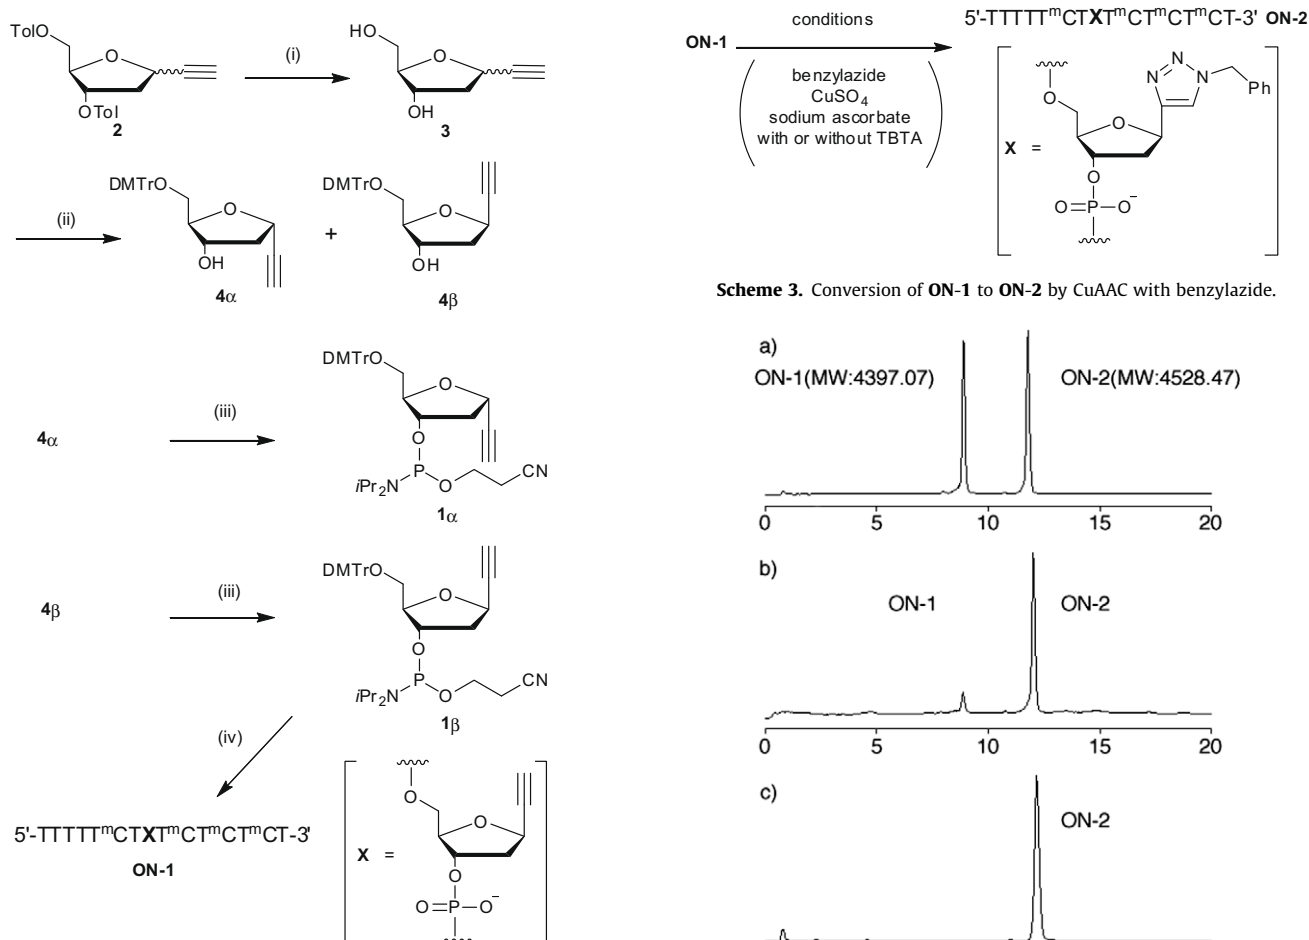 TolO
O
OTol
2
(i)
HO
O
OH
3
(ii)
DMTrO
O
OH
4α
+
DMTrO
O
OH
4β
4α
(iii)
DMTrO
O
O
P
iPr₂N
O
CN
1α
4β
(iii)
DMTrO
O
O
P
iPr₂N
O
CN
1β
(iv)
5'-TTTTTᵐCTXTᵐCTᵐCTᵐCT-3'
ON-1
X =
O
O
O
O=P-O⁻
ON-1
conditions
benzylazide
CuSO₄
sodium ascorbate
with or without TBTA
5'-TTTTTᵐCTXTᵐCTᵐCTᵐCT-3' ON-2
X =
N
N
N
Ph
O
O
O
O=P-O⁻
Scheme 3. Conversion of ON-1 to ON-2 by CuAAC with benzylazide.
a)
ON-1(MW:4397.07)
ON-2(MW:4528.47)
0 5 10 15 20
b)
ON-1
ON-2
0 5 10 15 20
c)
ON-2